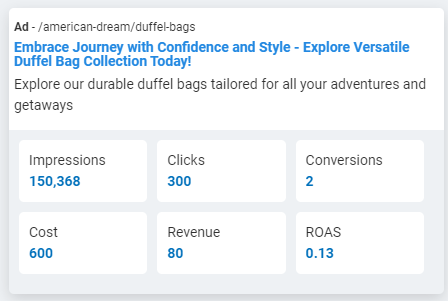 Ad - /american-dream/duffel-bags
Embrace Journey with Confidence and Style - Explore Versatile
Duffel Bag Collection Today!
Explore our durable duffel bags tailored for all your adventures and
getaways
Impressions
150,368
Clicks
300
Conversions
2
Cost
600
Revenue
80
ROAS
0.13